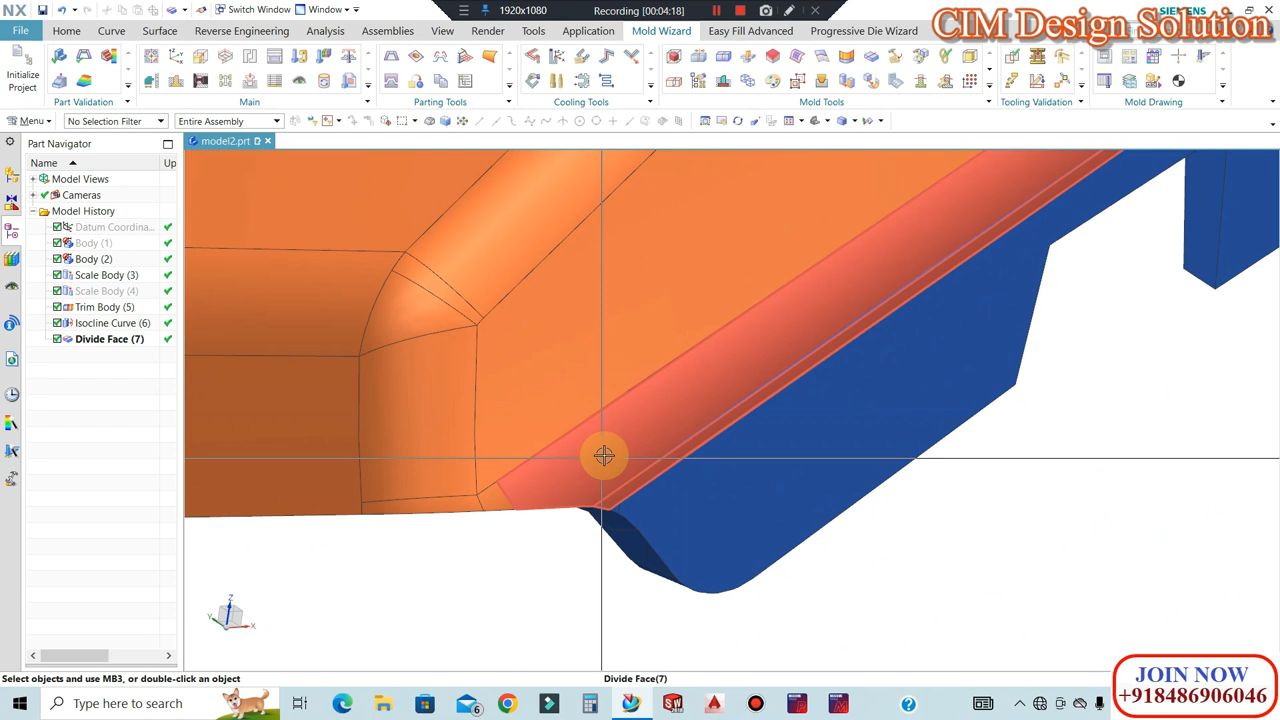 NX
Switch Window
Window
1920x1080
Recording [00:04:18]
SIEMENS
CIM Design Solution
File
Home
Curve
Surface
Reverse Engineering
Analysis
Assemblies
View
Render
Tools
Application
Mold Wizard
Easy Fill Advanced
Progressive Die Wizard
Initialize
Project
Part Validation
Main
Parting Tools
Cooling Tools
Mold Tools
Tooling Validation
Mold Drawing
Menu
No Selection Filter
Entire Assembly
Part Navigator
model2.prt
Name
Up
Model Views
Cameras
Model History
Datum Coordina...
Body (1)
Body (2)
Scale Body (3)
Scale Body (4)
Trim Body (5)
Isocline Curve (6)
Divide Face (7)
Z
Y
X
Select objects and use MB3, or double-click an object
Divide Face(7)
JOIN NOW
+918486906046
Type here to search
6